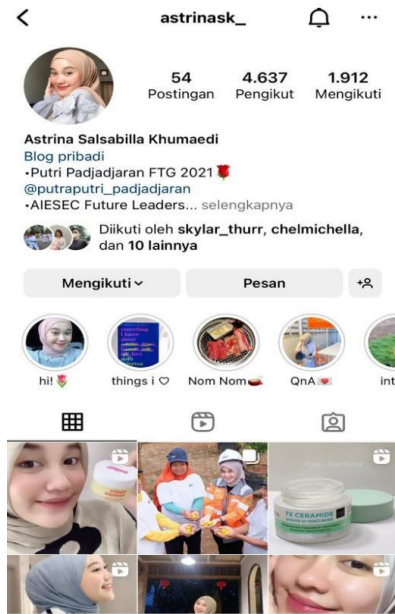 astrinask_
54 4.637 1.912
Postingan Pengikut Mengikuti
Astrina Salsabilla Khumaedi
Blog pribadi
•Putri Padjadjaran FTG 2021🌹
@putraputri_padjadjaran
•AIESEC Future Leaders... selengkapnya
Diikuti oleh skylar_thurr, chelmichella,
dan 10 lainnya
Mengikuti Pesan
hi!🌷 things i ♡ Nom Nom QnA💌 int
7X CERAMIDE